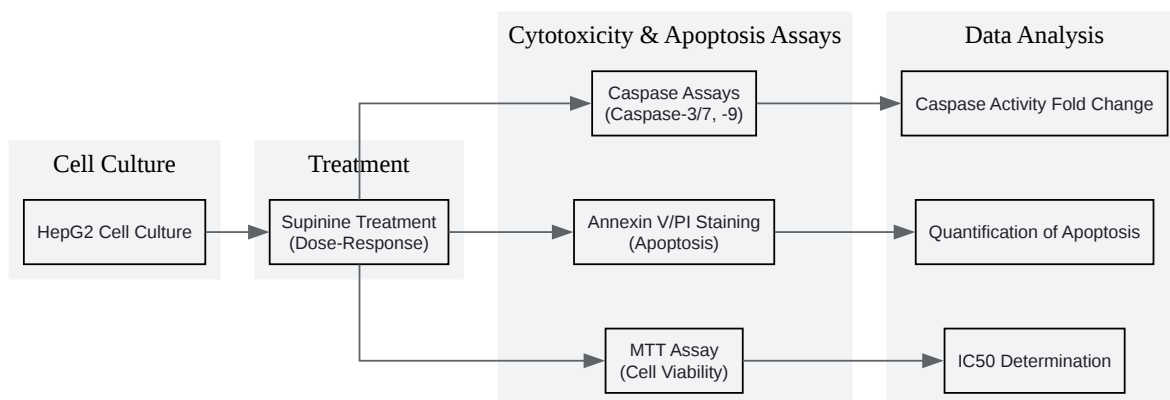 Cell Culture
HepG2 Cell Culture
Treatment
Supinine Treatment
(Dose-Response)
Cytotoxicity & Apoptosis Assays
Caspase Assays
(Caspase-3/7, -9)
Annexin V/PI Staining
(Apoptosis)
MTT Assay
(Cell Viability)
Data Analysis
Caspase Activity Fold Change
Quantification of Apoptosis
IC50 Determination